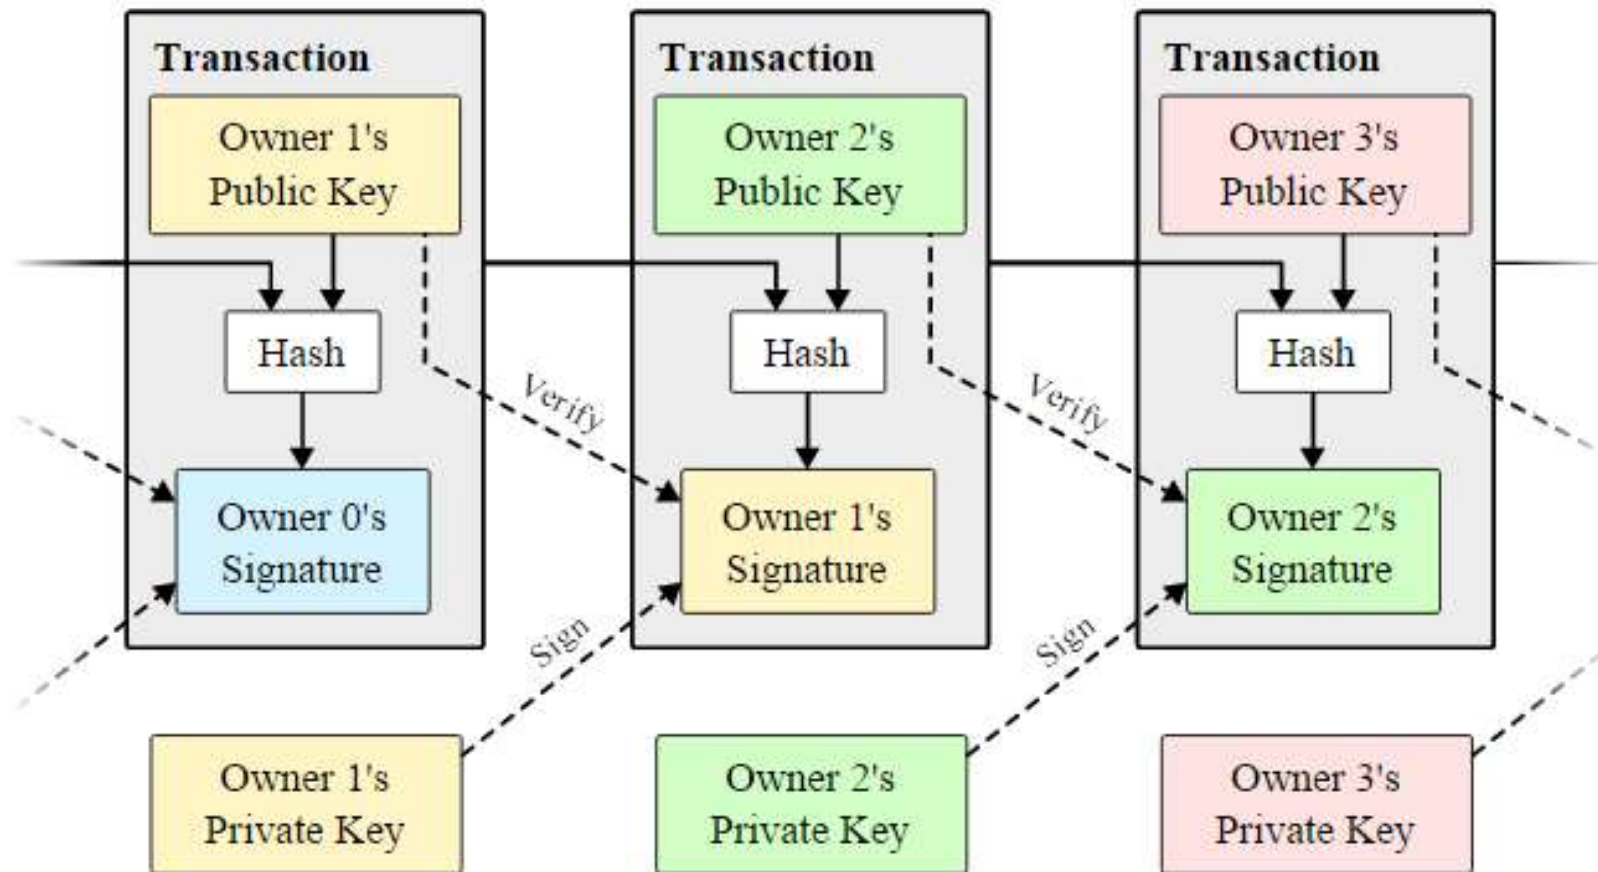 Transaction
Owner 1's
Public Key
Hash
Owner 0's
Signature
Transaction
Owner 2's
Public Key
Hash
Verify
Owner 1's
Signature
Sign
Transaction
Owner 3's
Public Key
Hash
Verify
Owner 2's
Signature
Sign
Owner 1's
Private Key
Owner 2's
Private Key
Owner 3's
Private Key